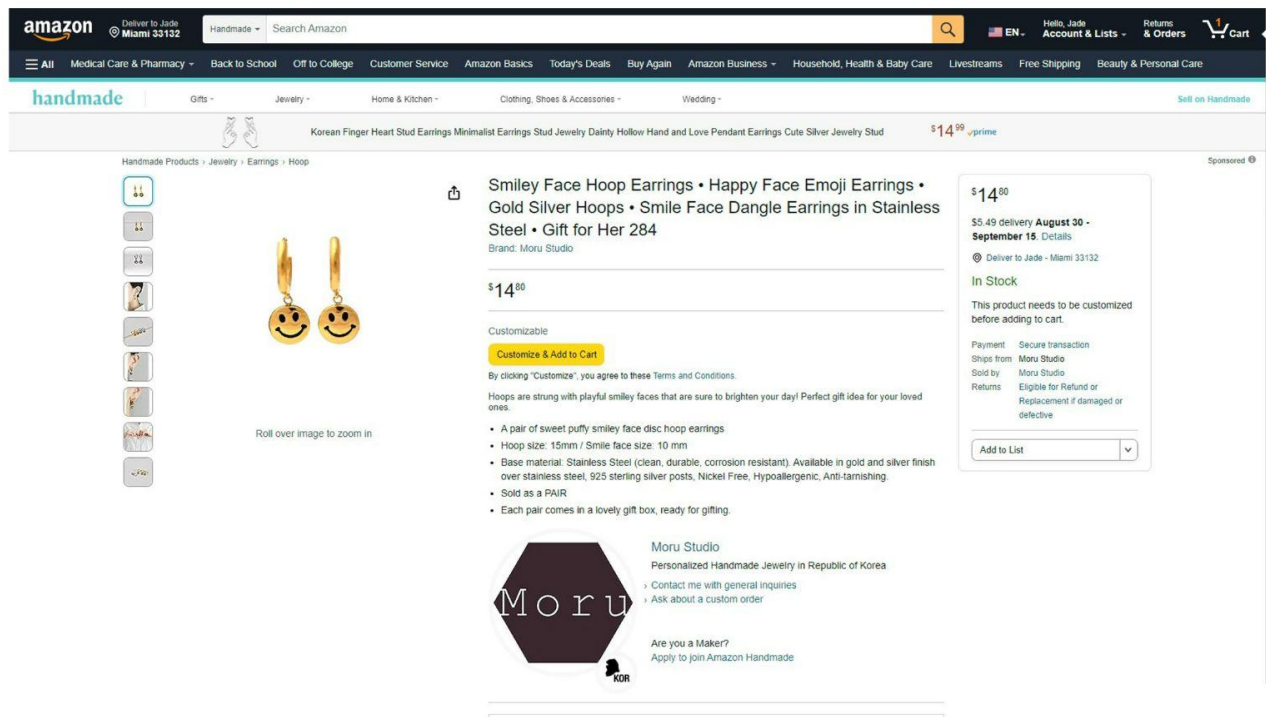 amazon
Deliver to Jade
Miami 33132
Handmade
Search Amazon
EN
Hello, Jade
Account & Lists
Returns
& Orders
1
Cart
All
Medical Care & Pharmacy
Back to School
Off to College
Customer Service
Amazon Basics
Today's Deals
Buy Again
Amazon Business
Household, Health & Baby Care
Livestreams
Free Shipping
Beauty & Personal Care
handmade
Gifts
Jewelry
Home & Kitchen
Clothing, Shoes & Accessories
Wedding
Sell on Handmade
Korean Finger Heart Stud Earrings Minimalist Earrings Stud Jewelry Dainty Hollow Hand and Love Pendant Earrings Cute Silver Jewelry Stud
$14 99 prime
Handmade Products › Jewelry › Earrings › Hoop
Sponsored
Roll over image to zoom in
Smiley Face Hoop Earrings • Happy Face Emoji Earrings •
Gold Silver Hoops • Smile Face Dangle Earrings in Stainless
Steel • Gift for Her 284
Brand: Moru Studio
$14 80
Customizable
Customize & Add to Cart
By clicking "Customize", you agree to these Terms and Conditions.
Hoops are strung with playful smiley faces that are sure to brighten your day! Perfect gift idea for your loved
ones.
• A pair of sweet puffy smiley face disc hoop earrings
• Hoop size: 15mm / Smile face size: 10 mm
• Base material: Stainless Steel (clean, durable, corrosion resistant). Available in gold and silver finish
over stainless steel, 925 sterling silver posts, Nickel Free, Hypoallergenic, Anti-tarnishing.
• Sold as a PAIR
• Each pair comes in a lovely gift box, ready for gifting.
Moru
KOR
Moru Studio
Personalized Handmade Jewelry in Republic of Korea
› Contact me with general inquiries
› Ask about a custom order
Are you a Maker?
Apply to join Amazon Handmade
$14 80
$5.49 delivery August 30 -
September 15. Details
Deliver to Jade - Miami 33132
In Stock
This product needs to be customized
before adding to cart.
Payment Secure transaction
Ships from Moru Studio
Sold by Moru Studio
Returns Eligible for Refund or
Replacement if damaged or
defective
Add to List